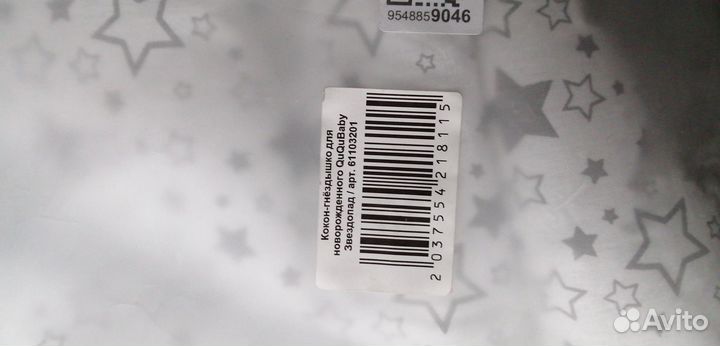 9548859046
Кокон-гнёздышко для
новорожденного QuQuBaby
Звездопад / арт. 61103201
2037554218115
Avito